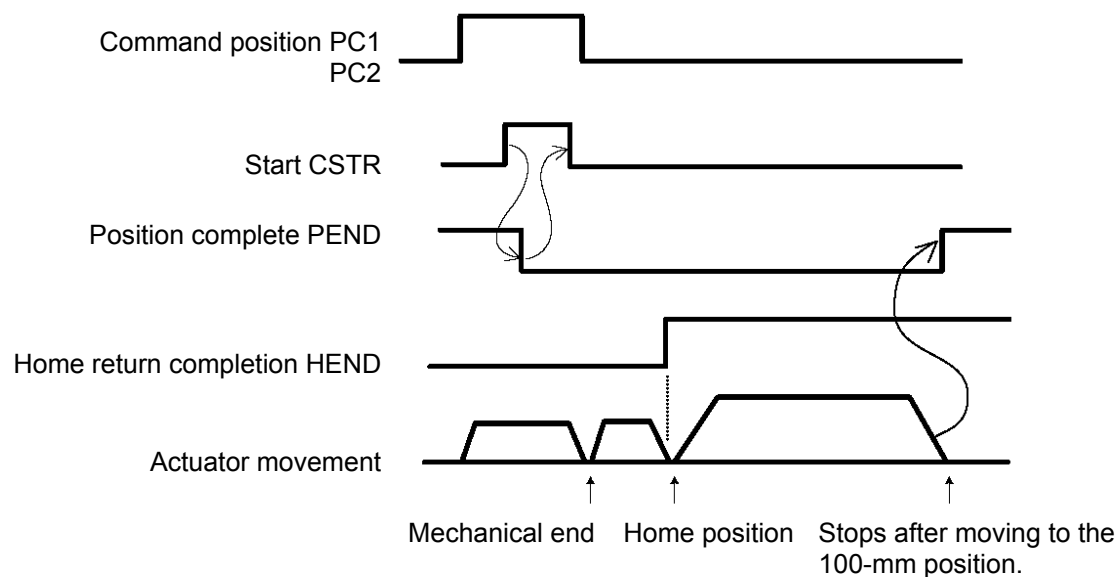 Command position PC1
PC2
Start CSTR
Position complete PEND
Home return completion HEND
Actuator movement
Mechanical end
Home position
Stops after moving to the
100-mm position.